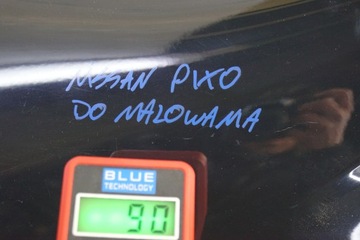 NISSAN PIXO
DO MALOWANIA
BLUE
TECHNOLOGY
90